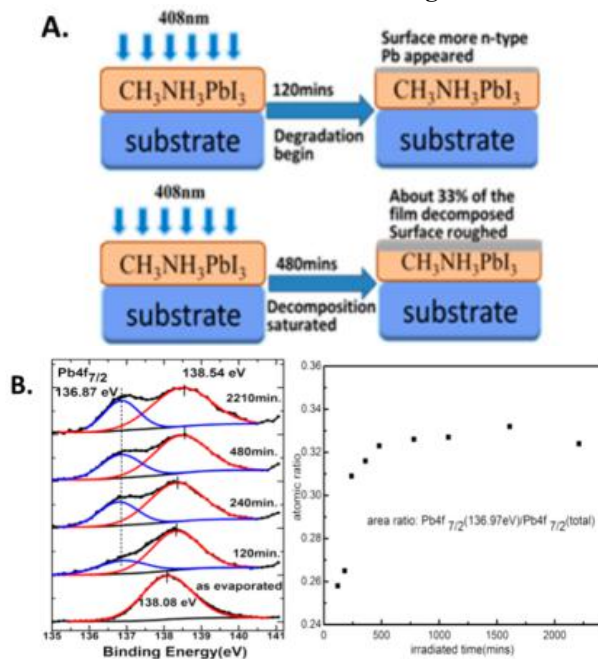 A.
408nm
CH₃NH₃PbI₃
substrate
120mins
Degradation
begin
Surface more n-type
Pb appeared
CH₃NH₃PbI₃
substrate
408nm
CH₃NH₃PbI₃
substrate
480mins
Decomposition
saturated
About 33% of the
film decomposed
Surface roughed
CH₃NH₃PbI₃
substrate
B.
Pb4f₇/₂
136.87 eV
138.54 eV
2210min.
480min.
240min.
120min.
as evaporated
138.08 eV
135 136 137 138 139 140 141
Binding Energy(eV)
atomic ratio
0.36
0.34
0.32
0.30
0.28
0.26
0.24
area ratio: Pb4f ₇/₂(136.97eV)/Pb4f ₇/₂(total)
0 500 1000 1500 2000
irradiated time(mins)